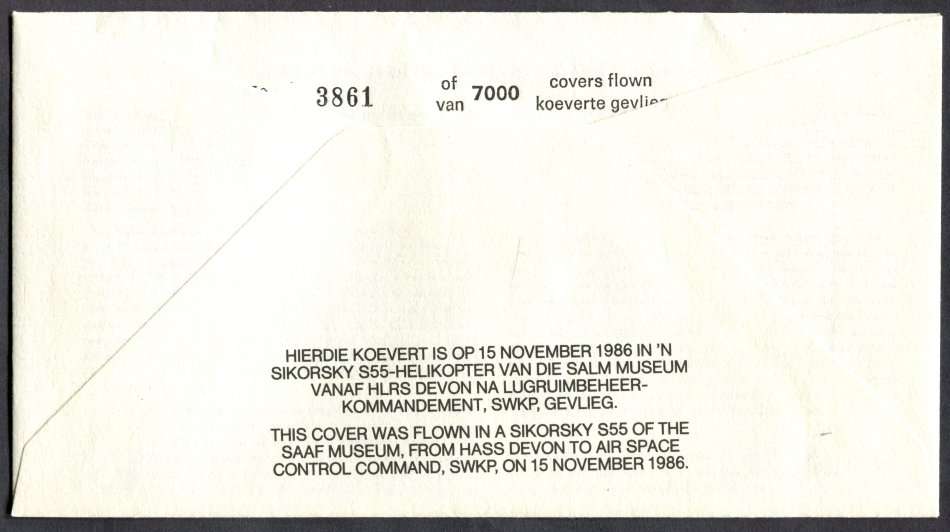 3861 of 7000 covers flown
van koeverte
HIERDIE KOEVERT IS OP 15 NOVEMBER 1986 IN 'N
SIKORSKY S55-HELIKOPTER VAN DIE SALM MUSEUM
VANAF HLRS DEVON NA LUGRUIMBEHEER-
KOMMANDEMENT, SWKP, GEVLIEG.
THIS COVER WAS FLOWN IN A SIKORSKY S55 OF THE
SAAF MUSEUM, FROM HASS DEVON TO AIR SPACE
CONTROL COMMAND, SWKP, ON 15 NOVEMBER 1986.